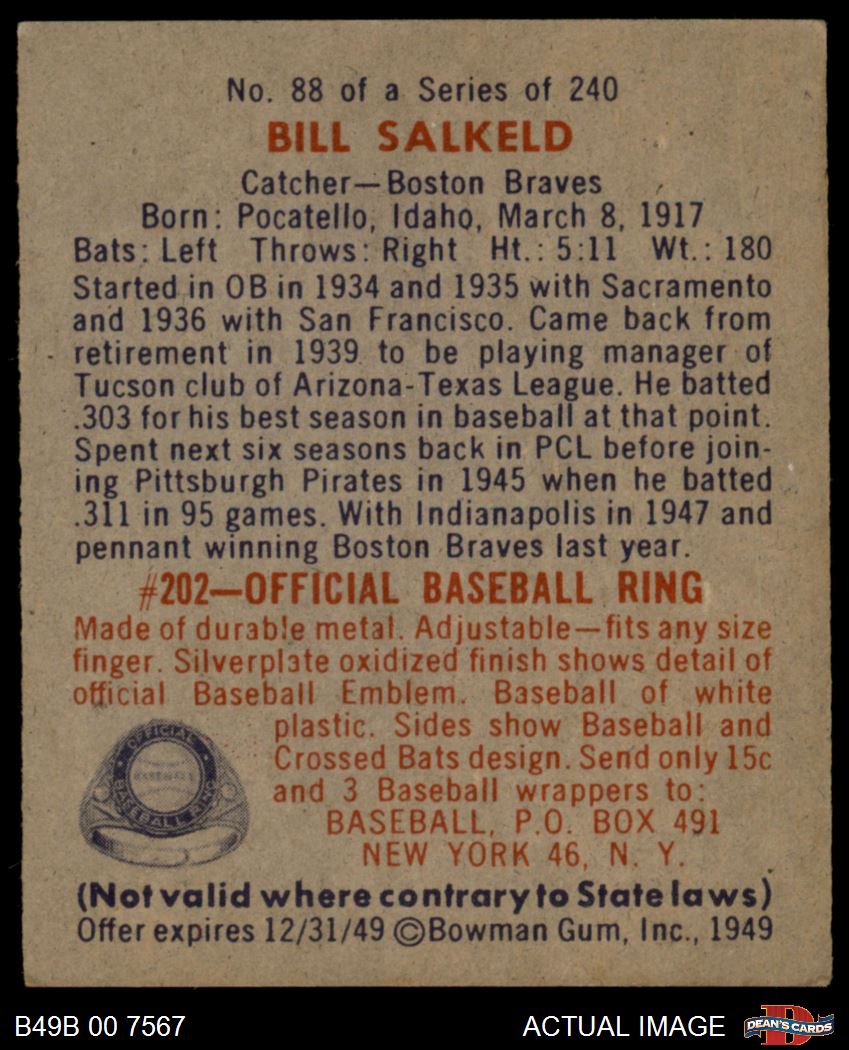 No. 88 of a Series of 240
BILL SALKELD
Catcher—Boston Braves
Born: Pocatello, Idaho, March 8, 1917
Bats: Left Throws: Right Ht.: 5:11 Wt.: 180
Started in OB in 1934 and 1935 with Sacramento
and 1936 with San Francisco. Came back from
retirement in 1939 to be playing manager of
Tucson club of Arizona-Texas League. He batted
.303 for his best season in baseball at that point.
Spent next six seasons back in PCL before join-
ing Pittsburgh Pirates in 1945 when he batted
.311 in 95 games. With Indianapolis in 1947 and
pennant winning Boston Braves last year.
#202—OFFICIAL BASEBALL RING
Made of durable metal. Adjustable—fits any size
finger. Silverplate oxidized finish shows detail of
official Baseball Emblem. Baseball of white
plastic. Sides show Baseball and
Crossed Bats design. Send only 15c
and 3 Baseball wrappers to:
BASEBALL, P.O. BOX 491
NEW YORK 46, N. Y.
OFFICIAL
BASEBALL
BASEBALL RING
(Not valid where contrary to State laws)
Offer expires 12/31/49 ©Bowman Gum, Inc., 1949
B49B 00 7567
ACTUAL IMAGE
DEAN'S CARDS